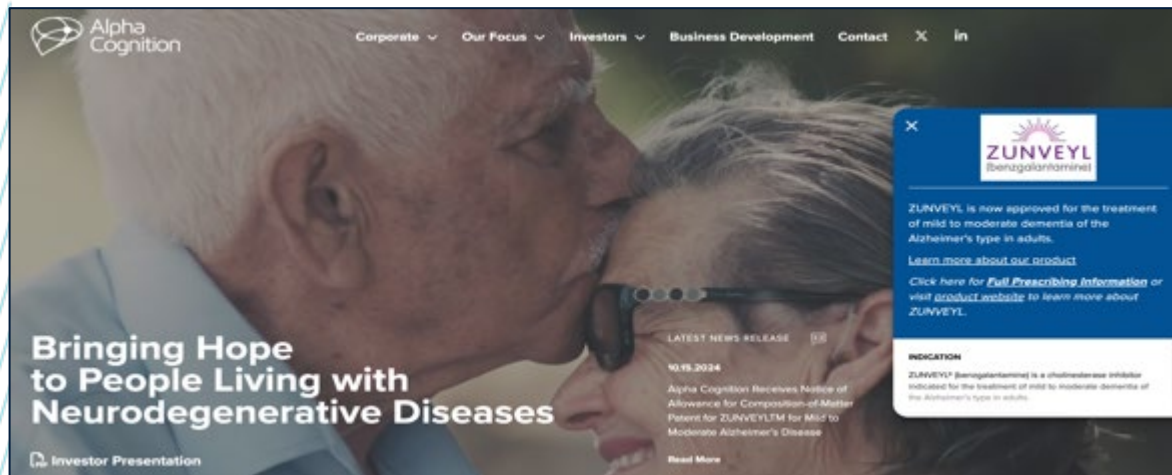 Alpha
Cognition
Corporate
Our Focus
Investors
Business Development
Contact
X
in
ZUNVEYL
(benzgalantamine)
ZUNVEYL is now approved for the treatment
of mild to moderate dementia of the
Alzheimer's type in adults.
Learn more about our product
Click here for Full Prescribing Information or
visit product website to learn more about
ZUNVEYL.
INDICATION
ZUNVEYL® (benzgalantamine) is a cholinesterase inhibitor
indicated for the treatment of mild to moderate dementia of
the Alzheimer's type in adults.
Bringing Hope
to People Living with
Neurodegenerative Diseases
Investor Presentation
LATEST NEWS RELEASE
10.15.2024
Alpha Cognition Receives Notice of
Allowance for Composition-of-Matter
Patent for ZUNVEYLTM for Mild to
Moderate Alzheimer's Disease
Read More